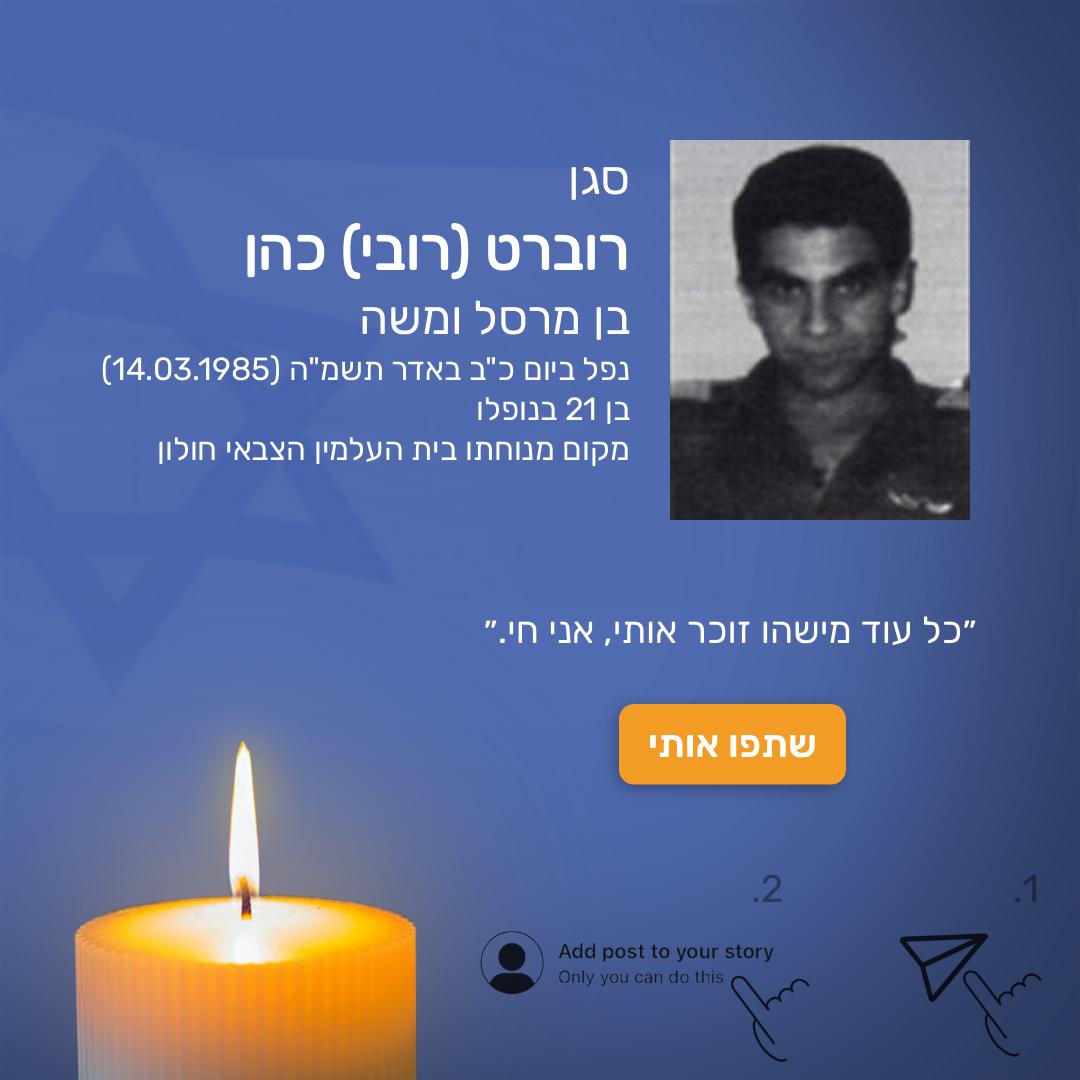 סגן
רוברט (רובי) כהן
בן מרסל ומשה
נפל ביום כ"ב באדר תשמ"ה (14.03.1985)
בן 21 בנופלו
מקום מנוחתו בית העלמין הצבאי חולון
״כל עוד מישהו זוכר אותי, אני חי.״
שתפו אותי
.1
.2
Add post to your story
Only you can do this